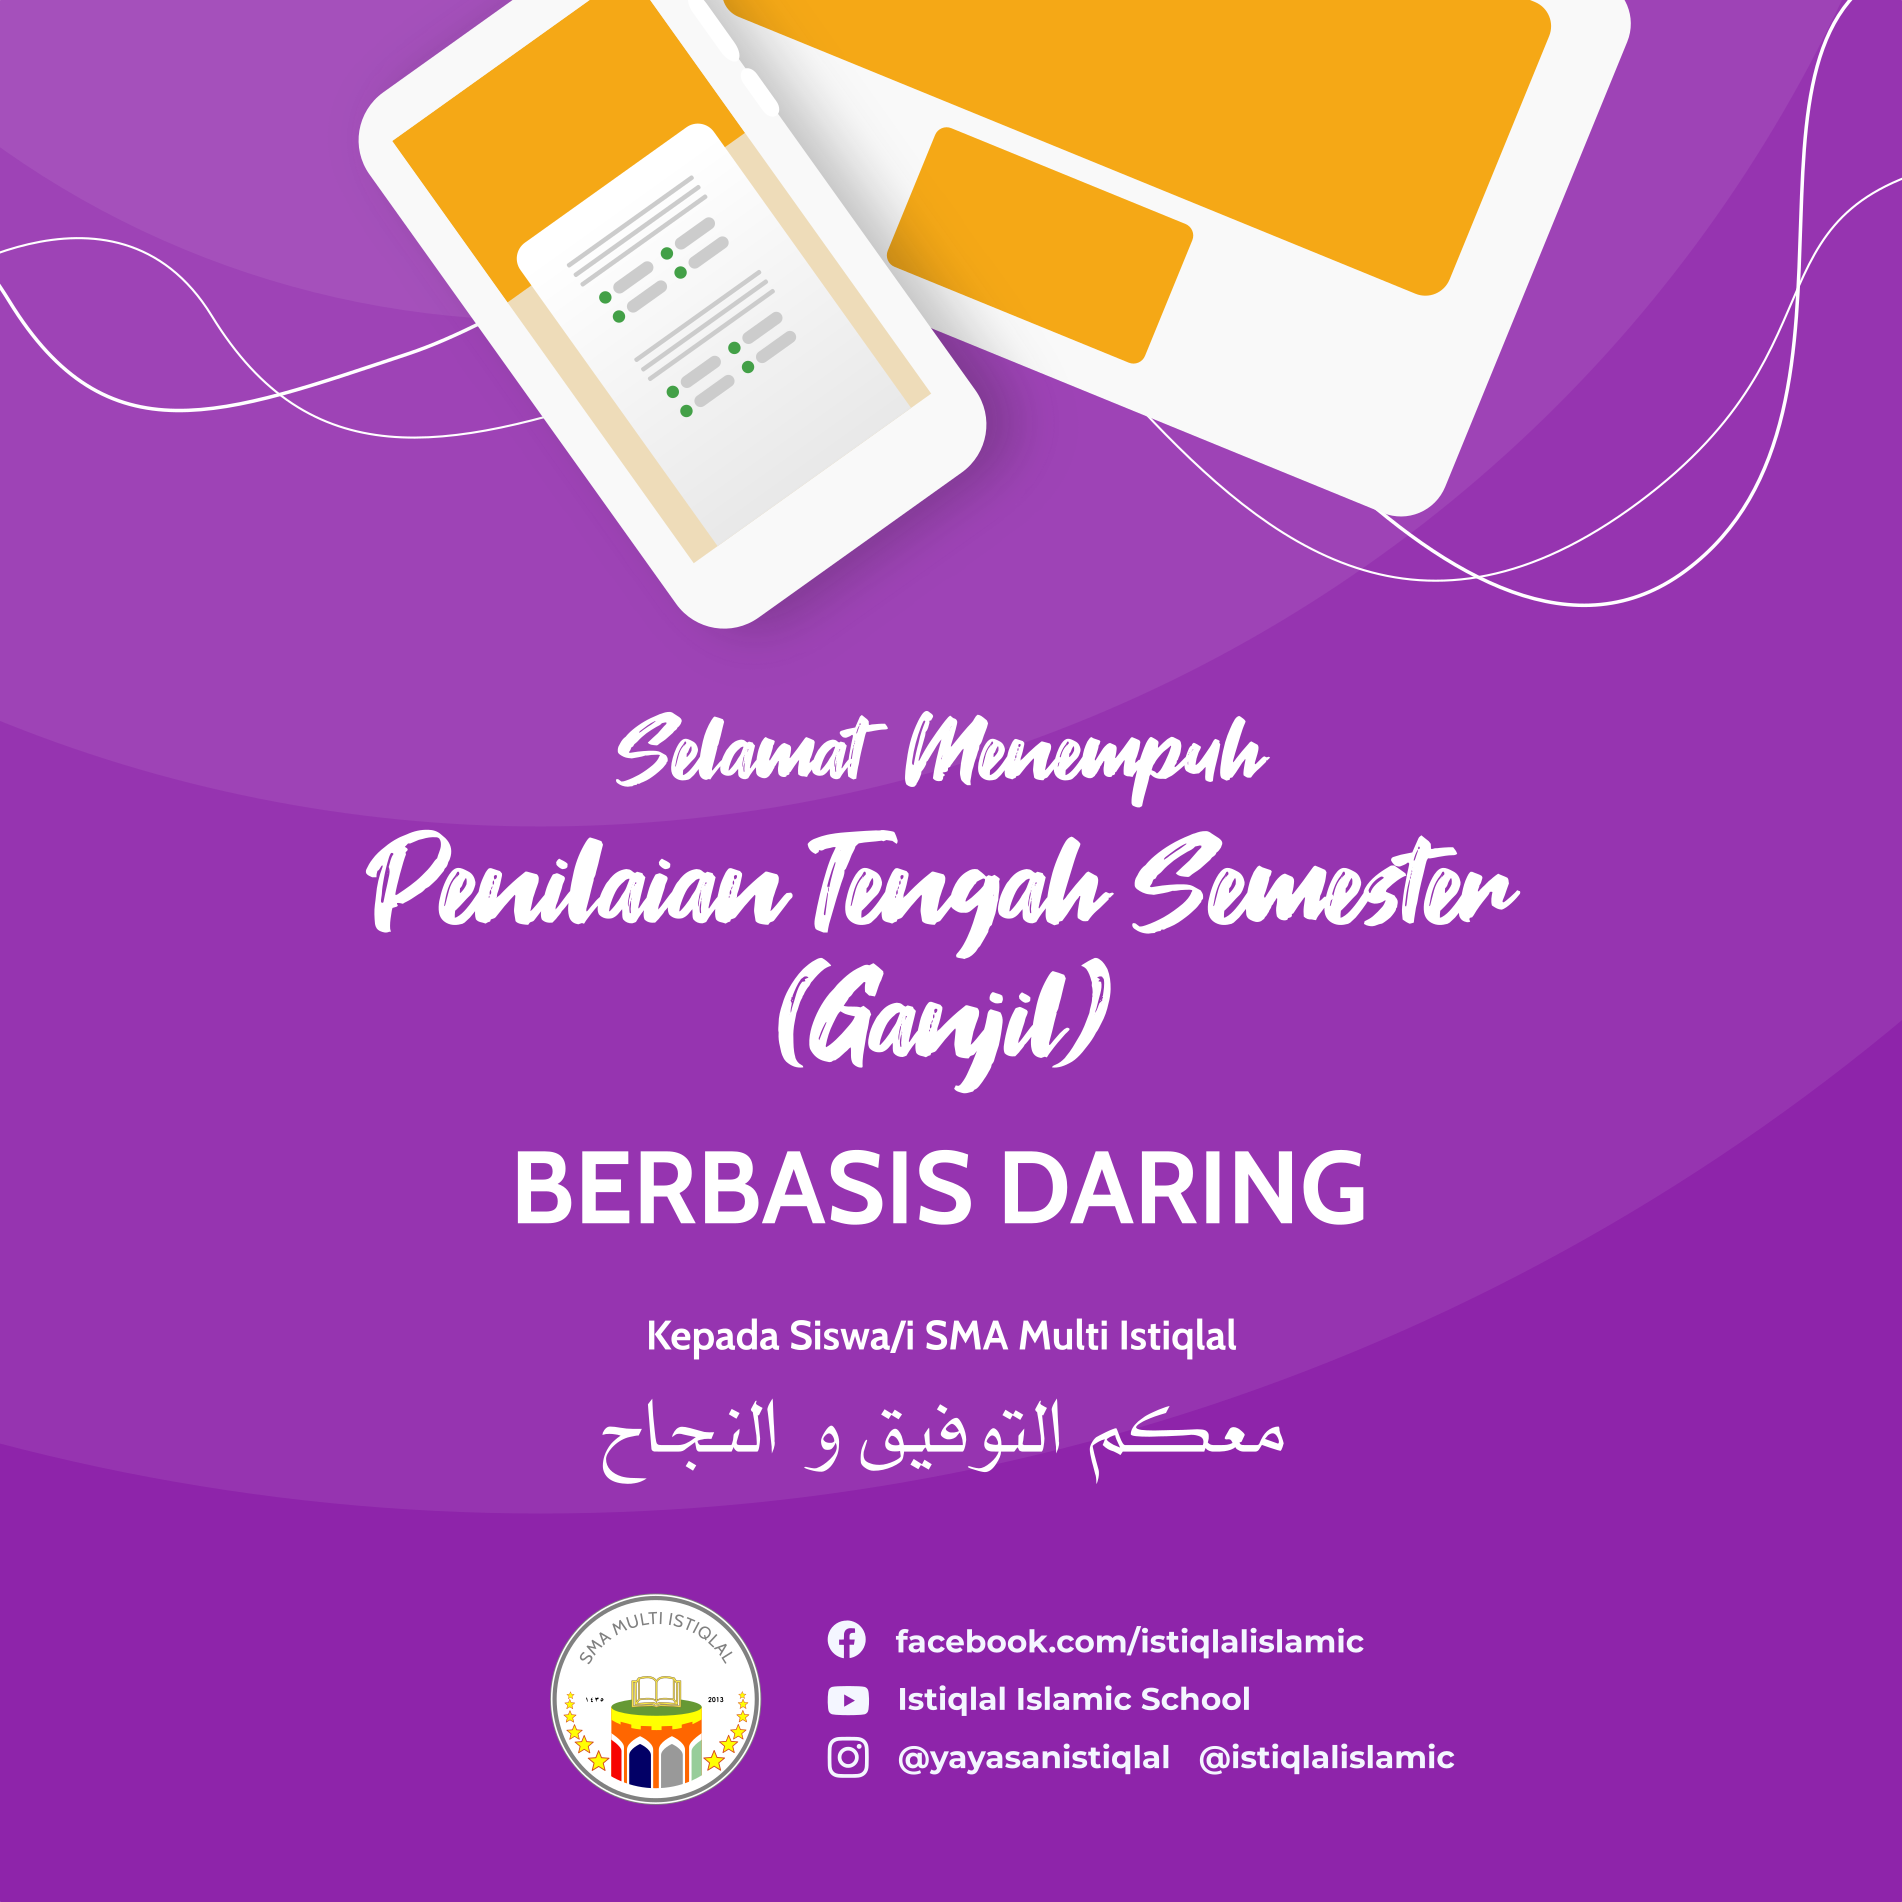 Selamat Menempuh
Penilaian Tengah Semester
(Ganjil)
BERBASIS DARING
Kepada Siswa/i SMA Multi Istiqlal
معكم التوفيق و النجاح
SMA MULTI ISTIQLAL
١٤٣٥ 2013
facebook.com/istiqlalislamic
Istiqlal Islamic School
@yayasanistiqlal @istiqlalislamic